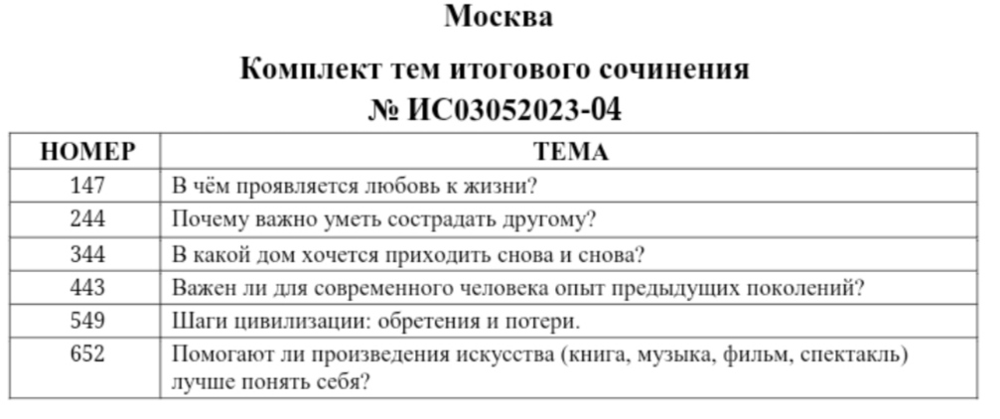 Москва
Комплект тем итогового сочинения
№ ИС03052023-04
НОМЕР ТЕМА
147 В чём проявляется любовь к жизни?
244 Почему важно уметь сострадать другому?
344 В какой дом хочется приходить снова и снова?
443 Важен ли для современного человека опыт предыдущих поколений?
549 Шаги цивилизации: обретения и потери.
652 Помогают ли произведения искусства (книга, музыка, фильм, спектакль)
лучше понять себя?